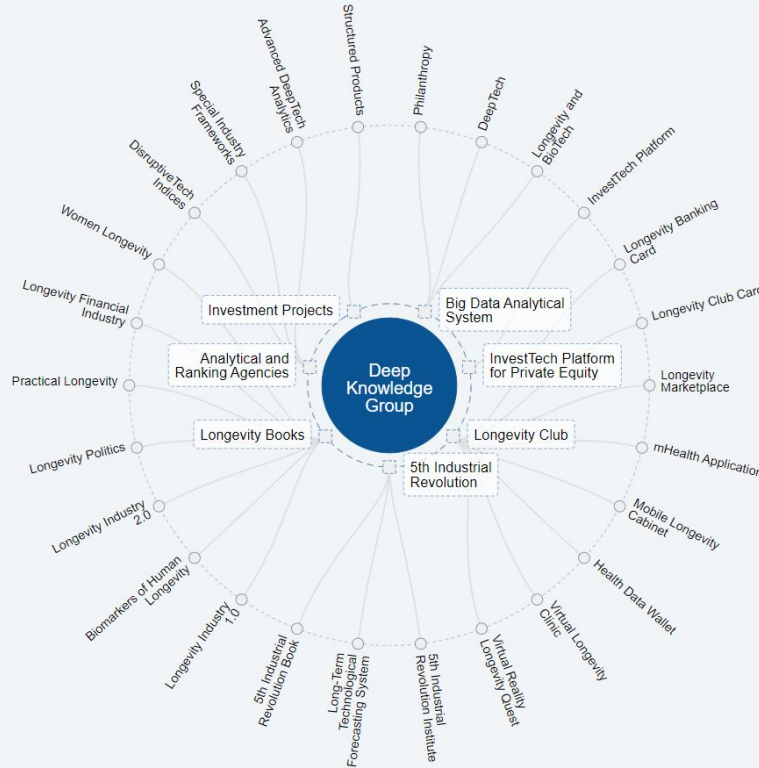 Structured Products
Philanthropy
DeepTech
Longevity and
BioTech
InvestTech Platform
Longevity Banking
Card
Longevity Club Card
Longevity
Marketplace
mHealth Application
Mobile Longevity
Cabinet
Health Data Wallet
Virtual Longevity
Clinic
Virtual Reality
Longevity Quest
5th Industrial
Revolution Institute
Long-Term
Technological
Forecasting System
5th Industrial
Revolution Book
Longevity Industry
1.0
Biomarkers of Human
Longevity
Longevity Industry
2.0
Longevity Politics
Practical Longevity
Longevity Financial
Industry
Women Longevity
DisruptiveTech
Indices
Special Industry
Frameworks
Advanced DeepTech
Analytics
Investment Projects
Big Data Analytical
System
Analytical and
Ranking Agencies
InvestTech Platform
for Private Equity
Longevity Books
Longevity Club
5th Industrial
Revolution
Deep
Knowledge
Group